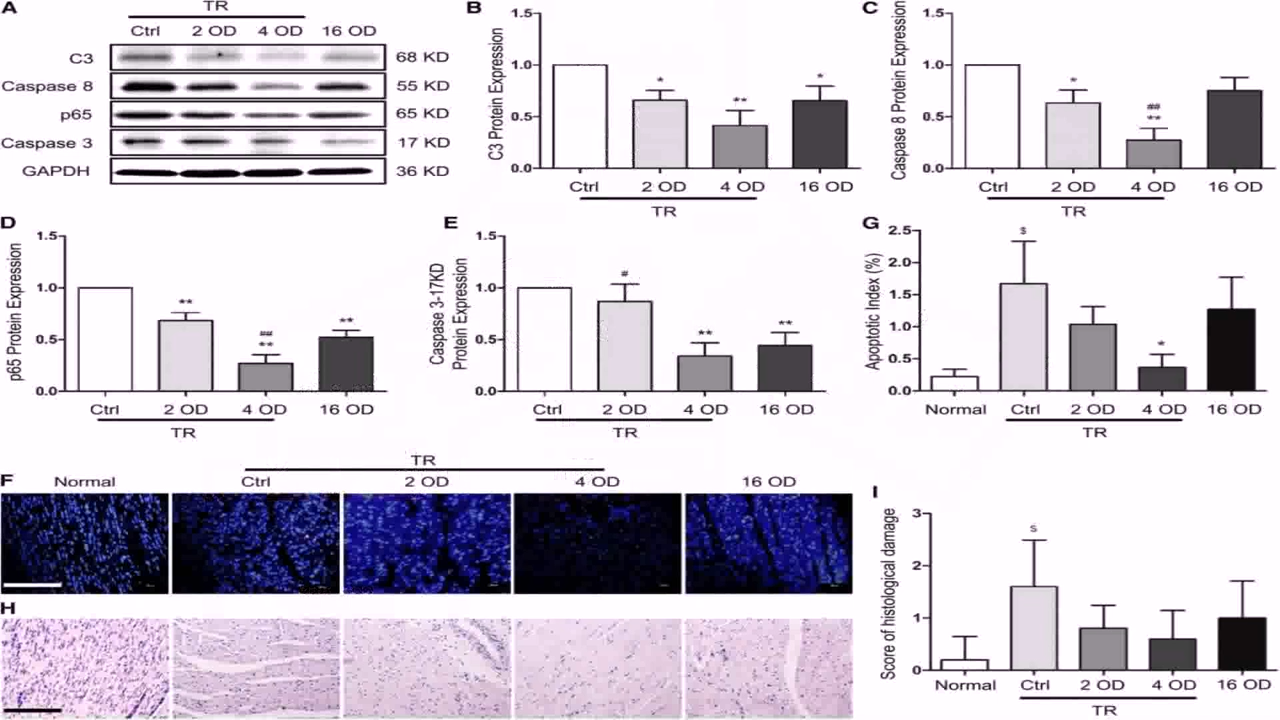 A
TR
Ctrl 2 OD 4 OD 16 OD
C3 68 KD
Caspase 8 55 KD
p65 65 KD
Caspase 3 17 KD
GAPDH 36 KD
B
C3 Protein Expression
1.5
1.0
0.5
0.0
*
**
*
Ctrl 2 OD 4 OD 16 OD
TR
C
Caspase 8 Protein Expression
1.5
1.0
0.5
0.0
*
##
**
Ctrl 2 OD 4 OD 16 OD
TR
D
p65 Protein Expression
1.5
1.0
0.5
0.0
**
##
**
**
Ctrl 2 OD 4 OD 16 OD
TR
E
Caspase 3-17KD
Protein Expression
1.5
1.0
0.5
0.0
#
**
**
Ctrl 2 OD 4 OD 16 OD
TR
G
Apoptotic Index (%)
2.5
2.0
1.5
1.0
0.5
0.0
$
*
Normal Ctrl 2 OD 4 OD 16 OD
TR
F
TR
Normal Ctrl 2 OD 4 OD 16 OD
H
I
Score of histological damage
3
2
1
0
$
Normal Ctrl 2 OD 4 OD 16 OD
TR